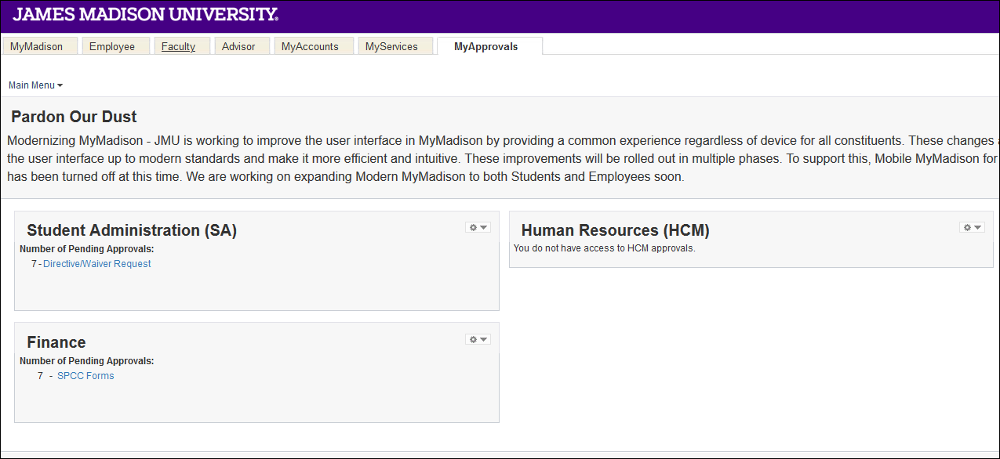 JAMES MADISON UNIVERSITY®
MyMadison Employee Faculty Advisor MyAccounts MyServices MyApprovals
Main Menu
Pardon Our Dust
Modernizing MyMadison - JMU is working to improve the user interface in MyMadison by providing a common experience regardless of device for all constituents. These changes
the user interface up to modern standards and make it more efficient and intuitive. These improvements will be rolled out in multiple phases. To support this, Mobile MyMadison for
has been turned off at this time. We are working on expanding Modern MyMadison to both Students and Employees soon.
Student Administration (SA)
Number of Pending Approvals:
7 - Directive/Waiver Request
Human Resources (HCM)
You do not have access to HCM approvals.
Finance
Number of Pending Approvals:
7 - SPCC Forms